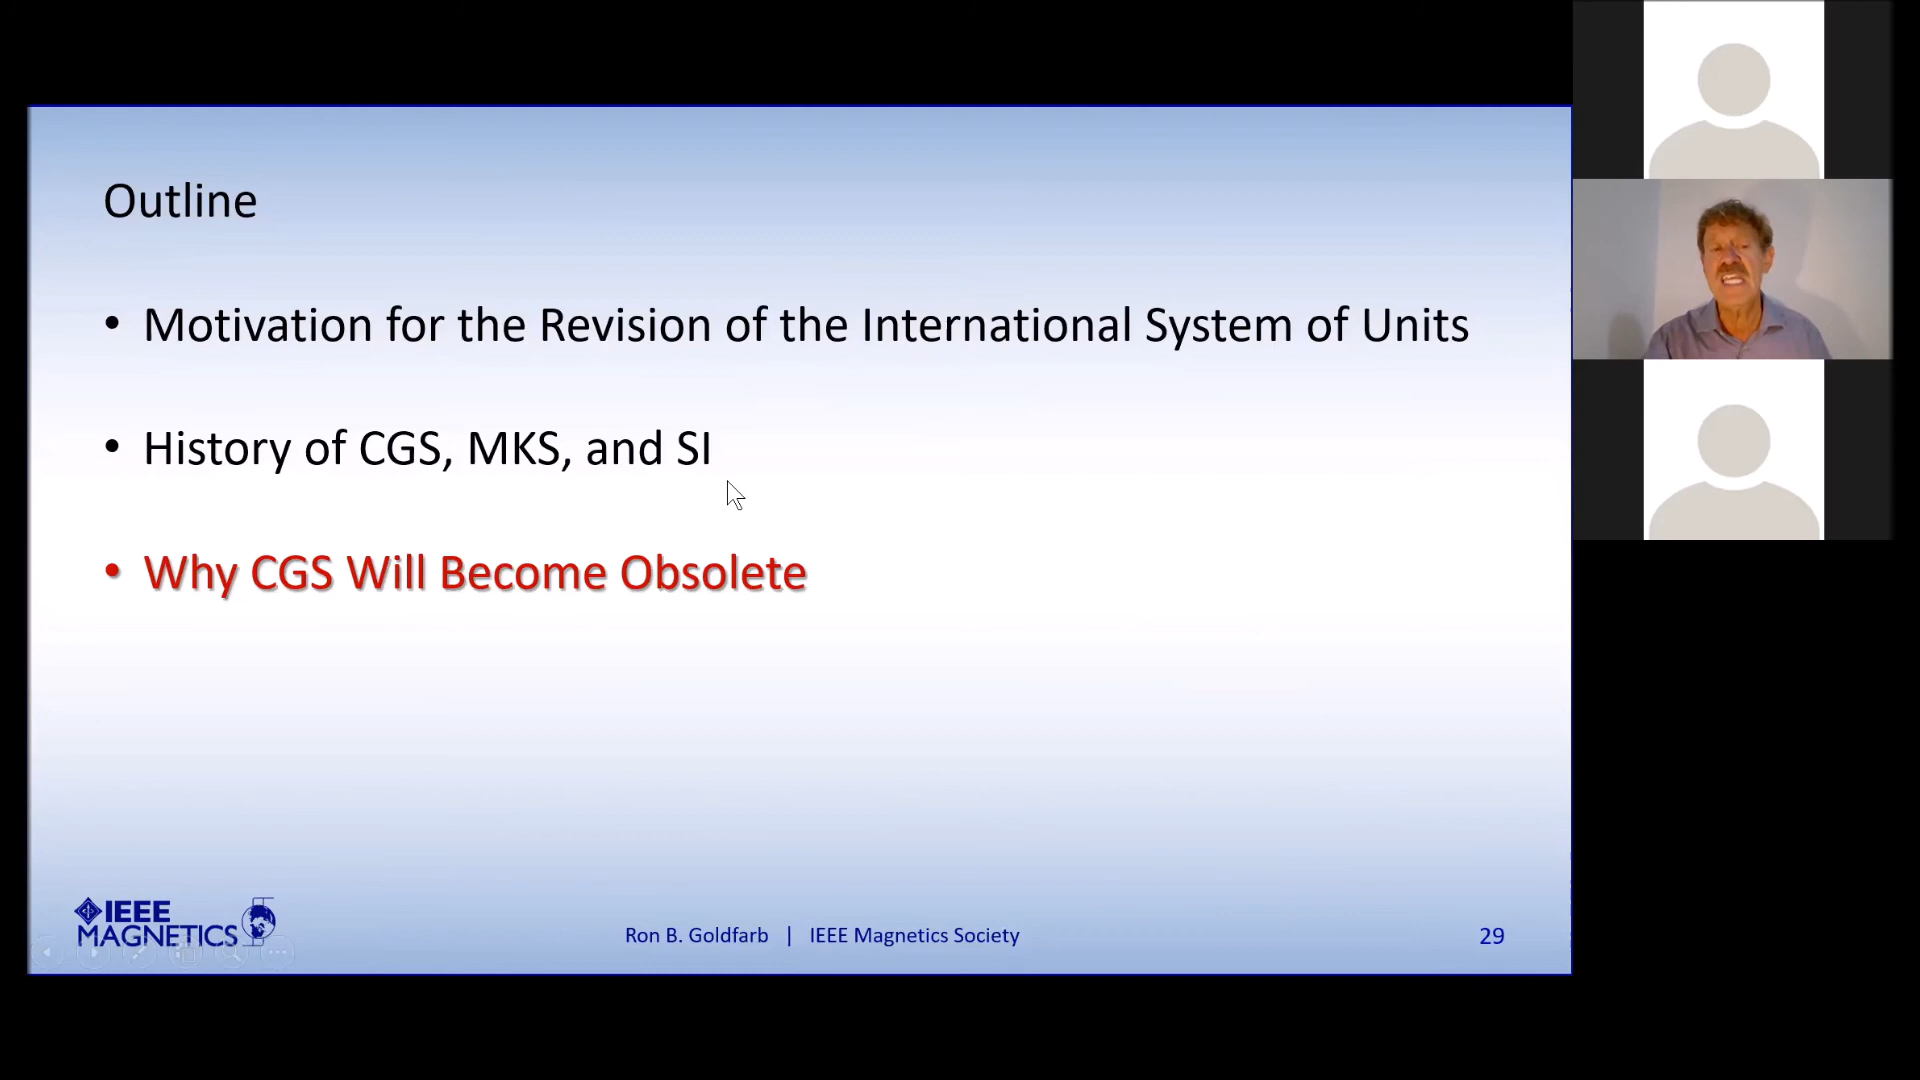 Outline
• Motivation for the Revision of the International System of Units
• History of CGS, MKS, and SI
• Why CGS Will Become Obsolete
IEEE
MAGNETICS
Ron B. Goldfarb | IEEE Magnetics Society
29